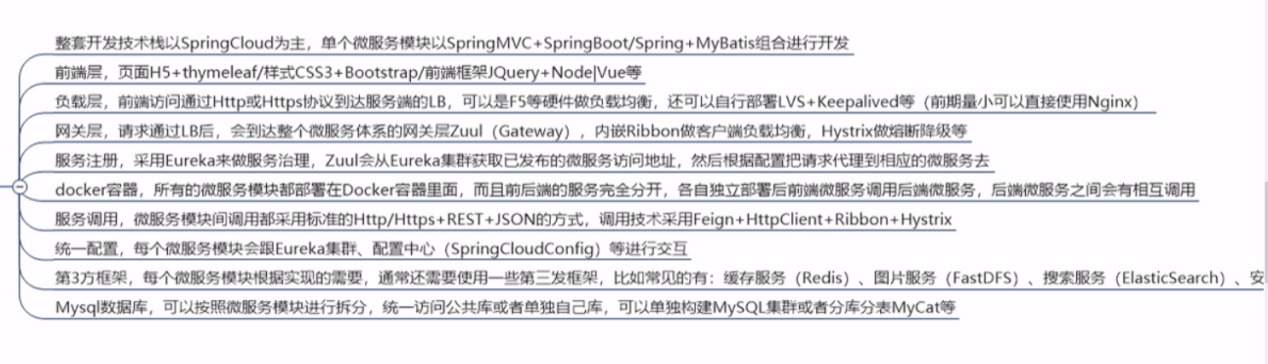 整套开发技术栈以SpringCloud为主，单个微服务模块以SpringMVC+SpringBoot/Spring+MyBatis组合进行开发
前端层，页面H5+thymeleaf/样式CSS3+Bootstrap/前端框架JQuery+Node|Vue等
负载层，前端访问通过Http或Https协议到达服务端的LB，可以是F5等硬件做负载均衡，还可以自行部署LVS+Keepalived等（前期量小可以直接使用Nginx）
网关层，请求通过LB后，会到达整个微服务体系的网关层Zuul（Gateway），内嵌Ribbon做客户端负载均衡，Hystrix做熔断降级等
服务注册，采用Eureka来做服务治理，Zuul会从Eureka集群获取已发布的微服务访问地址，然后根据配置把请求代理到相应的微服务去
docker容器，所有的微服务模块都部署在Docker容器里面，而且前后端的服务完全分开，各自独立部署后前端微服务调用后端微服务，后端微服务之间会有相互调用
服务调用，微服务模块间调用都采用标准的Http/Https+REST+JSON的方式，调用技术采用Feign+HttpClient+Ribbon+Hystrix
统一配置，每个微服务模块会跟Eureka集群、配置中心（SpringCloudConfig）等进行交互
第3方框架，每个微服务模块根据实现的需要，通常还需要使用一些第三发框架，比如常见的有：缓存服务（Redis）、图片服务（FastDFS）、搜索服务（ElasticSearch）、安
Mysql数据库，可以按照微服务模块进行拆分，统一访问公共库或者单独自己库，可以单独构建MySQL集群或者分库分表MyCat等